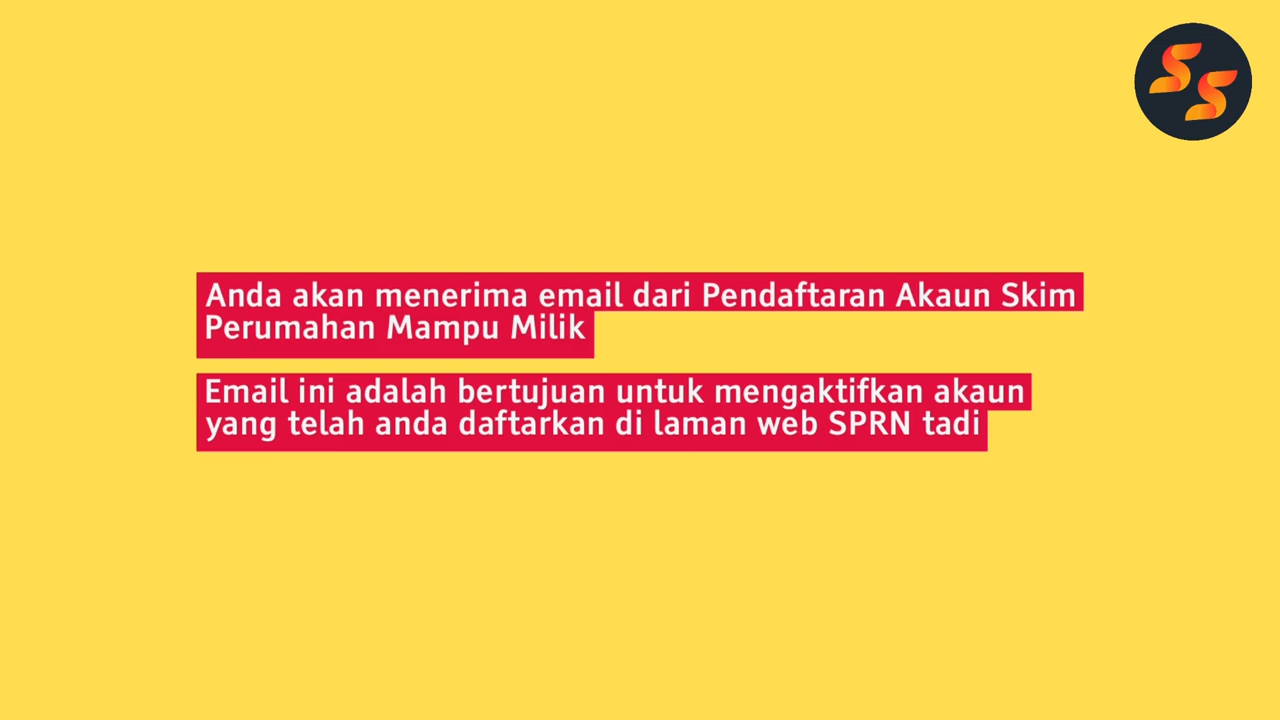 SS
Anda akan menerima email dari Pendaftaran Akaun Skim
Perumahan Mampu Milik
Email ini adalah bertujuan untuk mengaktifkan akaun
yang telah anda daftarkan di laman web SPRN tadi